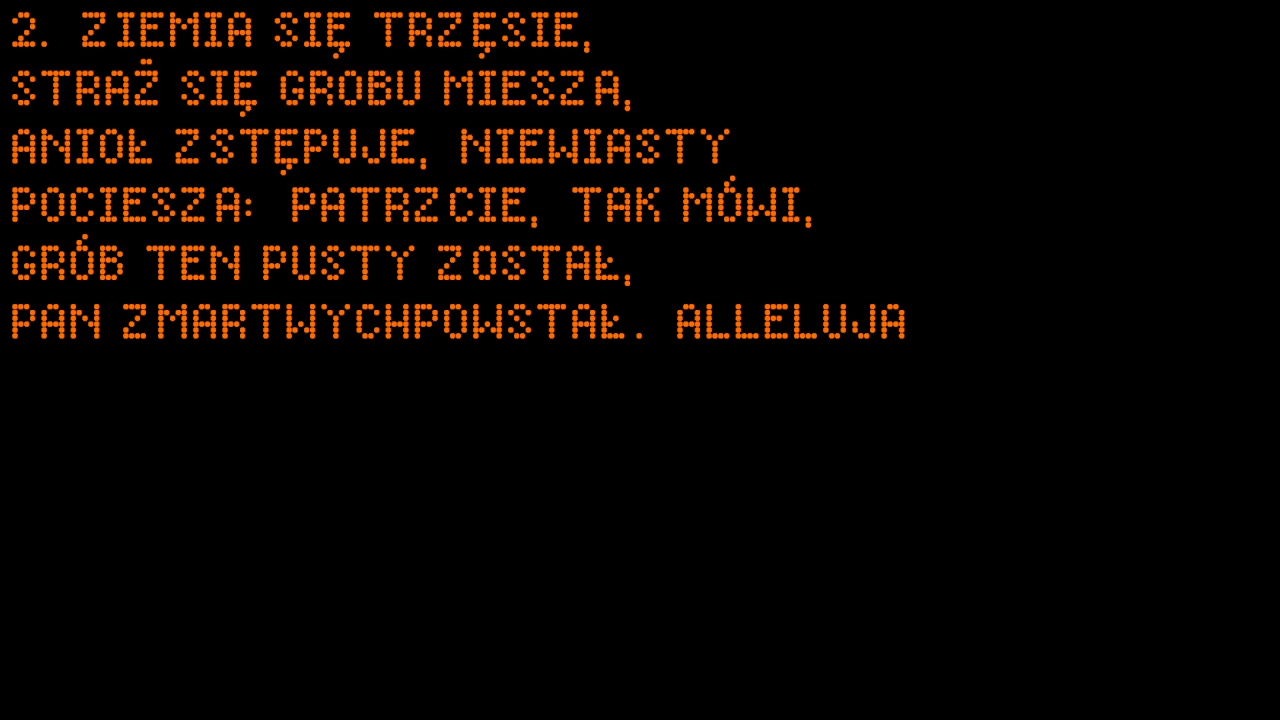 2. ZIEMIA SIĘ TRZĘSIE,
STRAŻ SIĘ GROBU MIESZA,
ANIOŁ ZSTĘPUJE, NIEWIASTY
POCIESZA: PATRZCIE, TAK MÓWI,
GRÓB TEN PUSTY ZOSTAŁ,
PAN ZMARTWYCHPOWSTAŁ. ALLELUJA